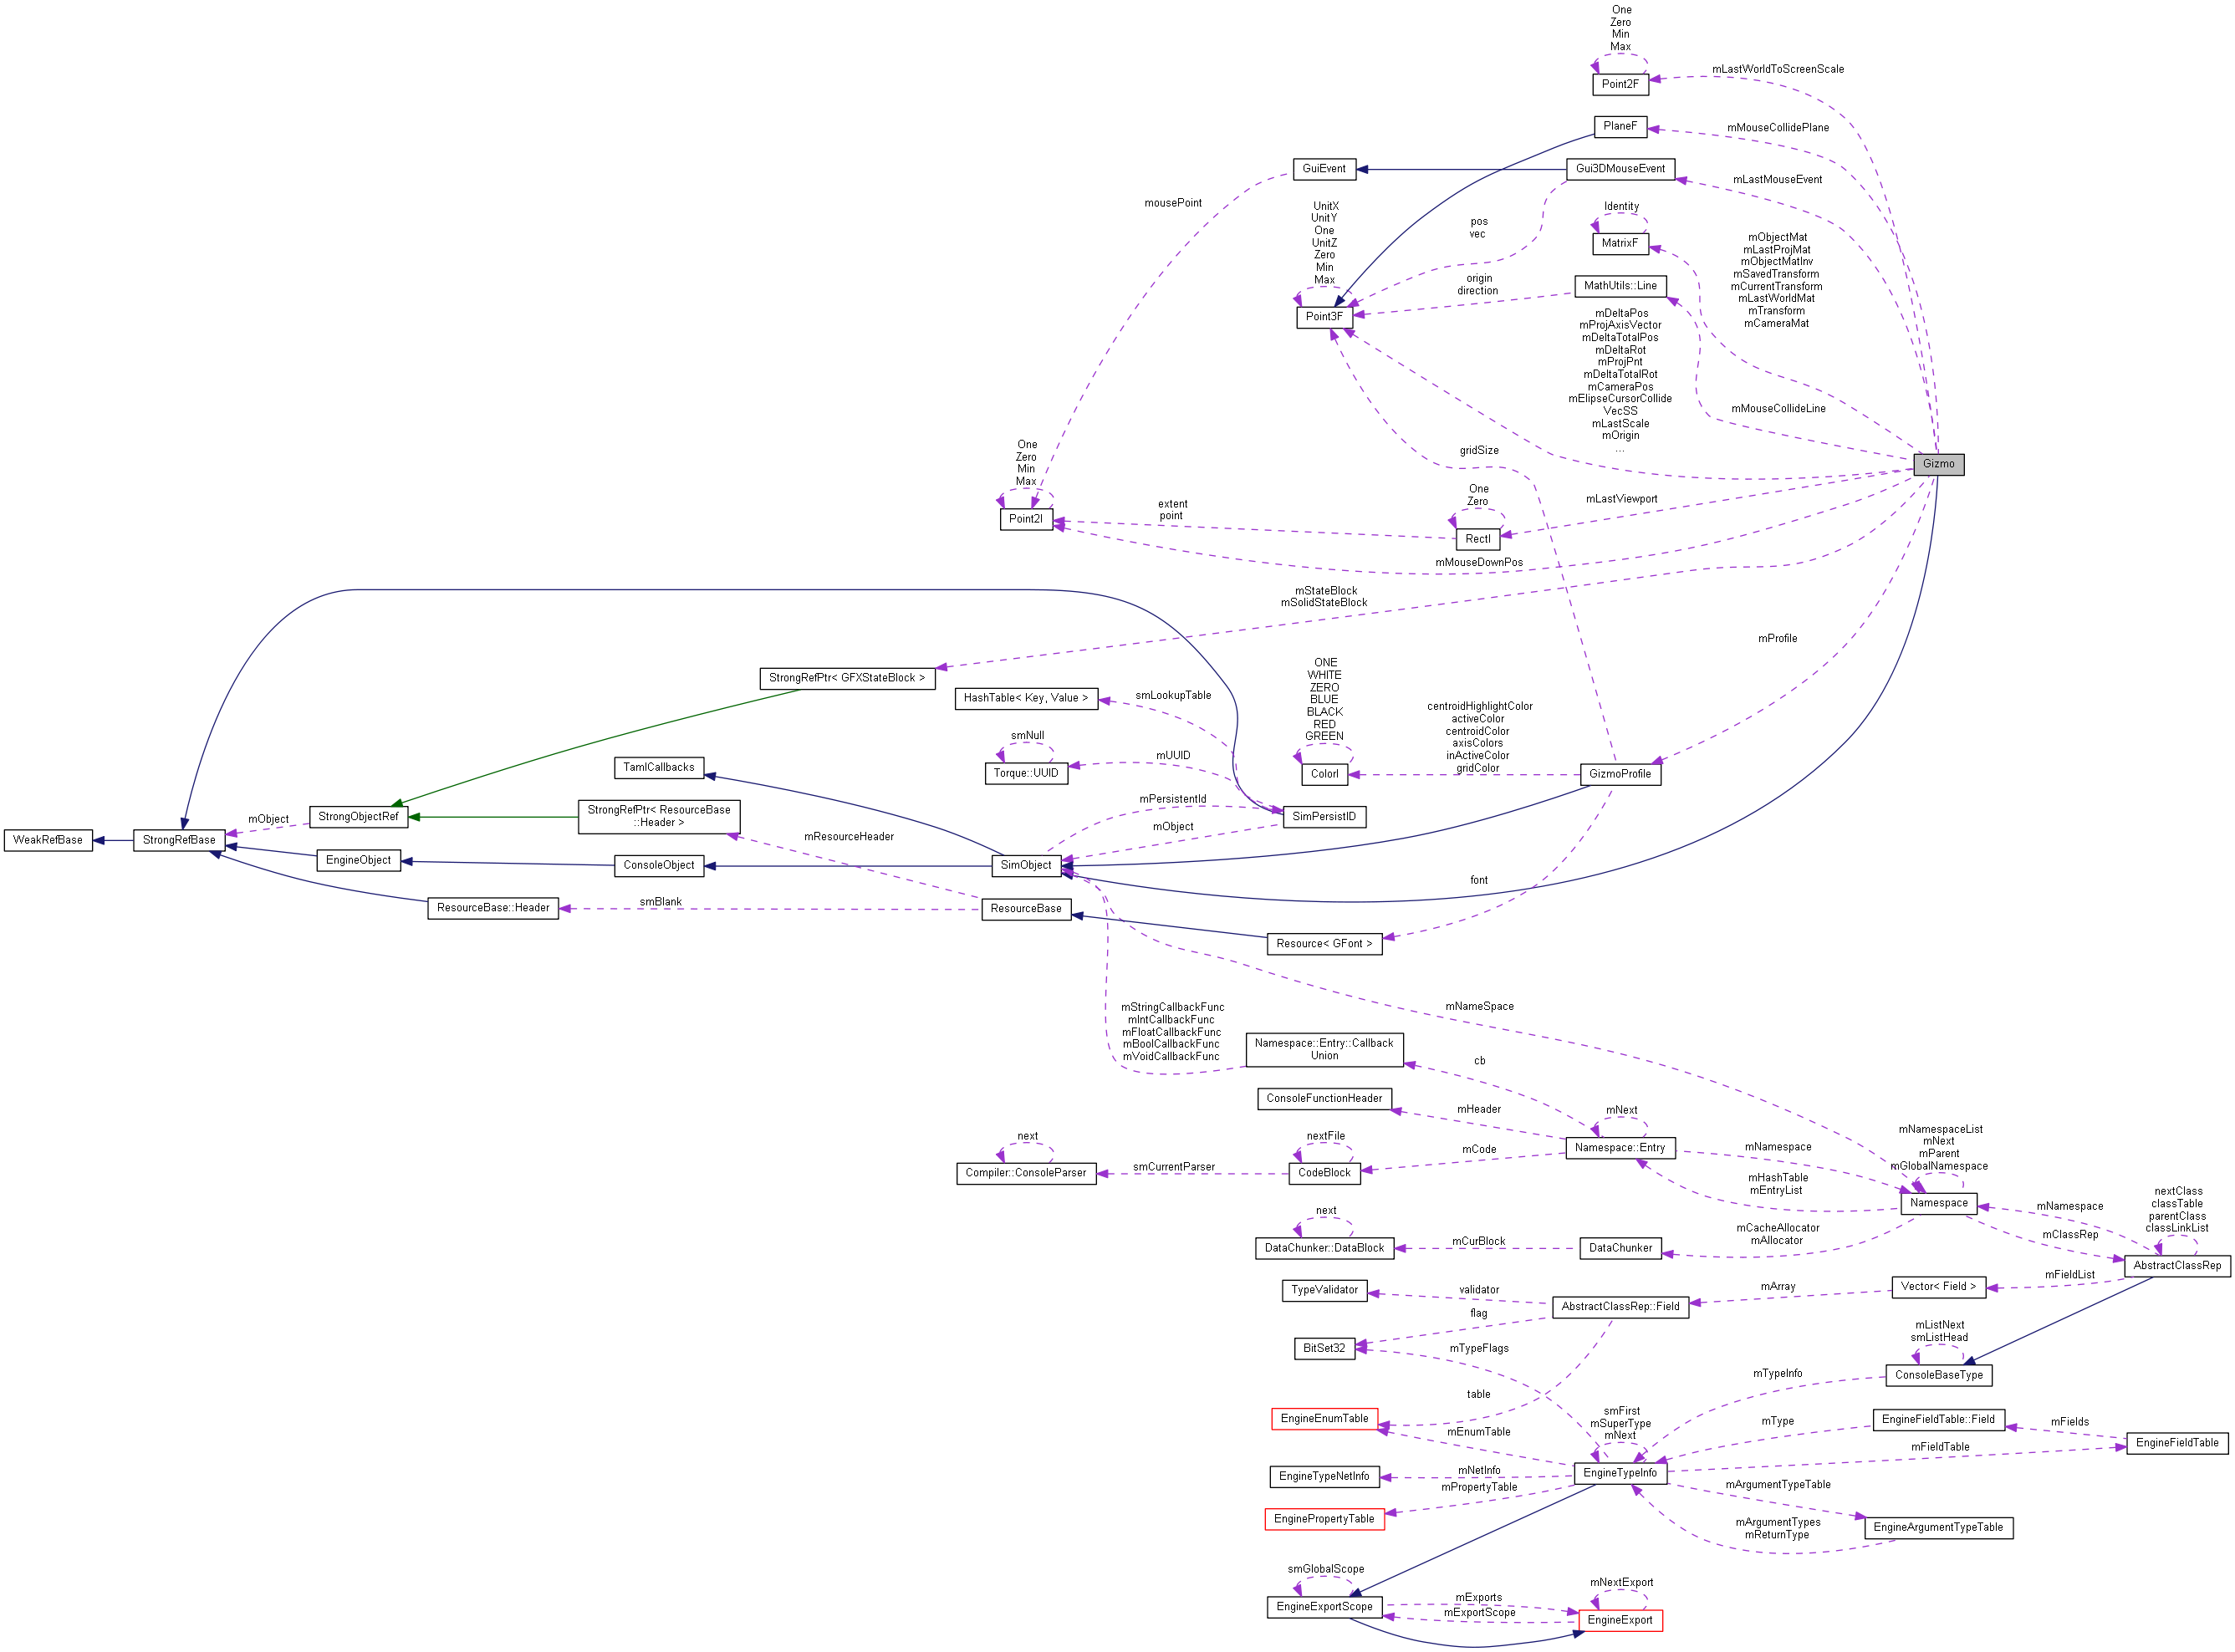 One
Zero
Min
Max
Point2F
mLastWorldToScreenScale
PlaneF
mMouseCollidePlane
GuiEvent
Gui3DMouseEvent
mLastMouseEvent
mousePoint
UnitX
UnitY
One
UnitZ
Zero
Min
Max
Point3F
pos
vec
Identity
MatrixF
mObjectMat
mLastProjMat
mObjectMatInv
mSavedTransform
mCurrentTransform
mLastWorldMat
mTransform
mCameraMat
origin
direction
MathUtils::Line
mDeltaPos
mProjAxisVector
mDeltaTotalPos
mDeltaRot
mProjPnt
mDeltaTotalRot
mCameraPos
mElipseCursorCollide
VecSS
mLastScale
mOrigin
...
mMouseCollideLine
Gizmo
gridSize
One
Zero
Min
Max
Point2I
extent
point
One
Zero
RectI
mLastViewport
mMouseDownPos
mStateBlock
mSolidStateBlock
mProfile
StrongRefPtr< GFXStateBlock >
HashTable< Key, Value >
smLookupTable
ONE
WHITE
ZERO
BLUE
BLACK
RED
GREEN
ColorI
centroidHighlightColor
activeColor
centroidColor
axisColors
inActiveColor
gridColor
GizmoProfile
smNull
Torque::UUID
mUUID
TamlCallbacks
mPersistentId
mObject
SimPersistID
StrongObjectRef
mObject
StrongRefPtr< ResourceBase
::Header >
mResourceHeader
WeakRefBase
StrongRefBase
EngineObject
ConsoleObject
SimObject
font
ResourceBase::Header
smBlank
ResourceBase
Resource< GFont >
mNameSpace
mStringCallbackFunc
mIntCallbackFunc
mFloatCallbackFunc
mBoolCallbackFunc
mVoidCallbackFunc
Namespace::Entry::Callback
Union
cb
ConsoleFunctionHeader
mHeader
mNext
Namespace::Entry
mNamespace
mNamespaceList
mNext
mParent
mGlobalNamespace
Namespace
next
Compiler::ConsoleParser
smCurrentParser
nextFile
CodeBlock
mCode
mHashTable
mEntryList
nextClass
classTable
parentClass
classLinkList
AbstractClassRep
mNamespace
mClassRep
next
DataChunker::DataBlock
mCurBlock
DataChunker
mCacheAllocator
mAllocator
mFieldList
Vector< Field >
mArray
AbstractClassRep::Field
validator
TypeValidator
flag
BitSet32
mTypeFlags
mListNext
smListHead
ConsoleBaseType
mTypeInfo
table
EngineEnumTable
mEnumTable
smFirst
mSuperType
mNext
EngineTypeInfo
mType
EngineFieldTable::Field
mFields
EngineFieldTable
mFieldTable
EngineTypeNetInfo
mNetInfo
mPropertyTable
EnginePropertyTable
mArgumentTypeTable
EngineArgumentTypeTable
mArgumentTypes
mReturnType
smGlobalScope
EngineExportScope
mExports
mExportScope
mNextExport
EngineExport